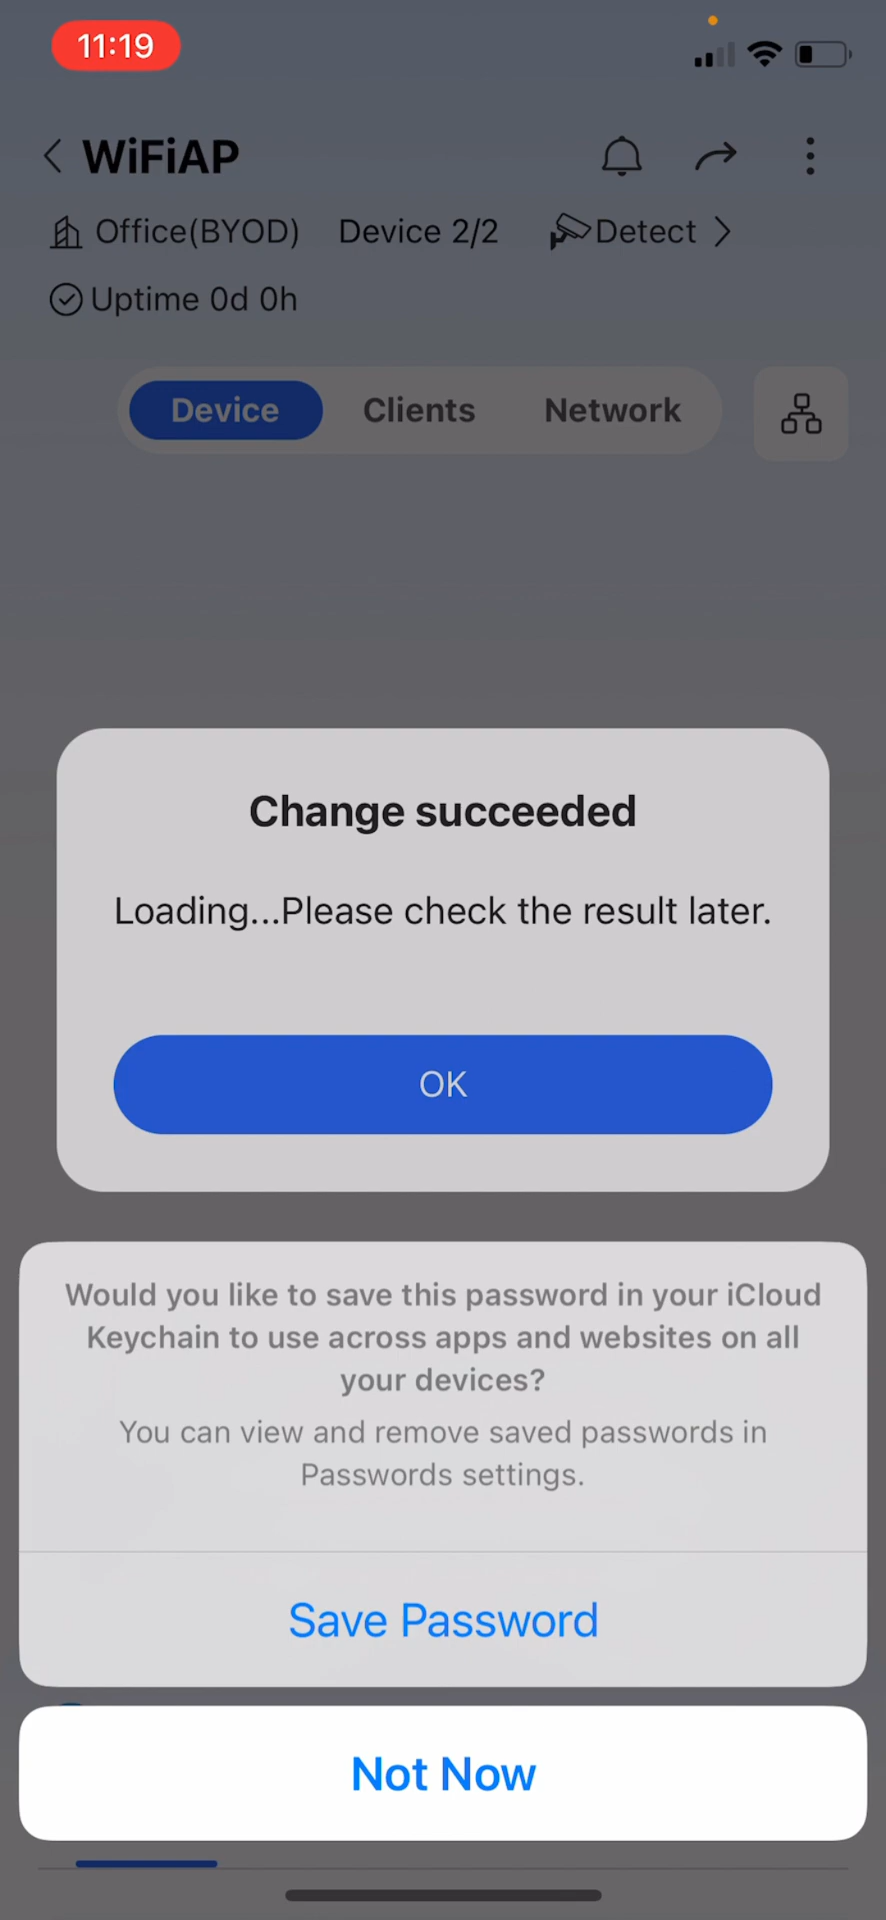 11:19
WiFiAP
Office(BYOD) Device 2/2 Detect
Uptime 0d 0h
Device Clients Network
Change succeeded
Loading...Please check the result later.
OK
Would you like to save this password in your iCloud
Keychain to use across apps and websites on all
your devices?
You can view and remove saved passwords in
Passwords settings.
Save Password
Not Now